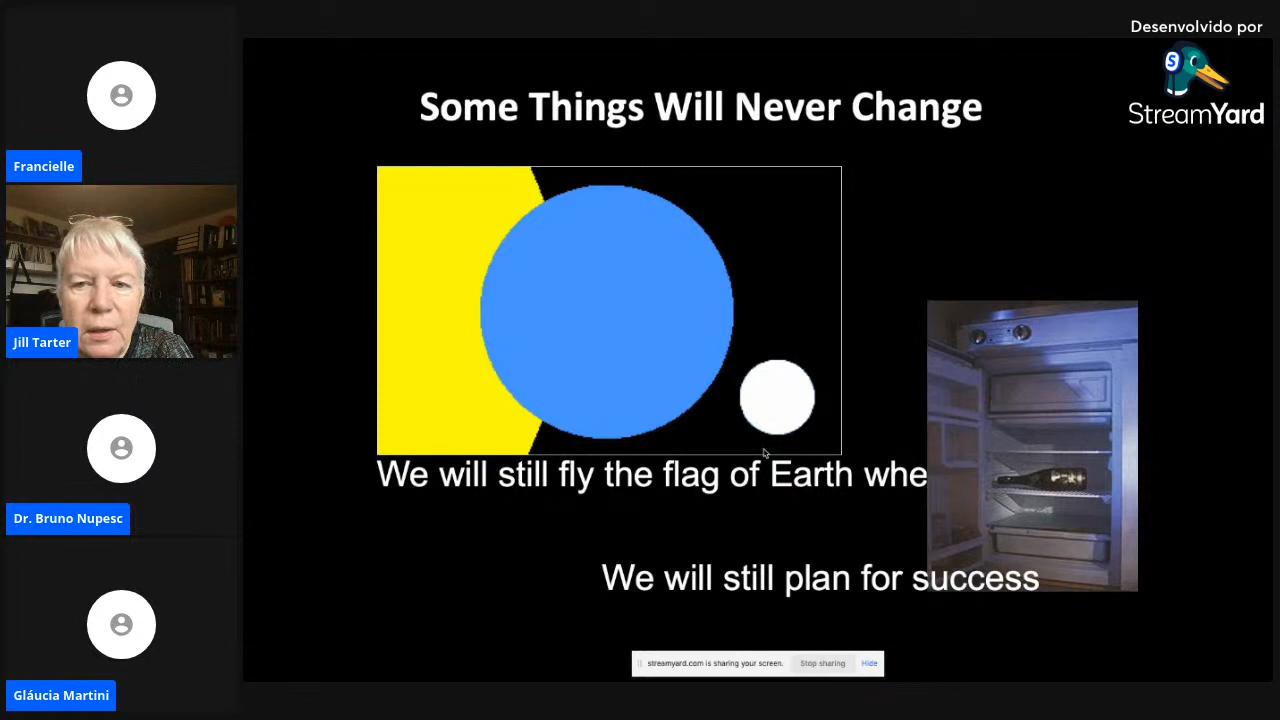 Desenvolvido por
S
StreamYard
Francielle
Jill Tarter
Dr. Bruno Nupesc
Gláucia Martini
Some Things Will Never Change
We will still fly the flag of Earth whe
We will still plan for success
streamyard.com is sharing your screen.
Stop sharing
Hide